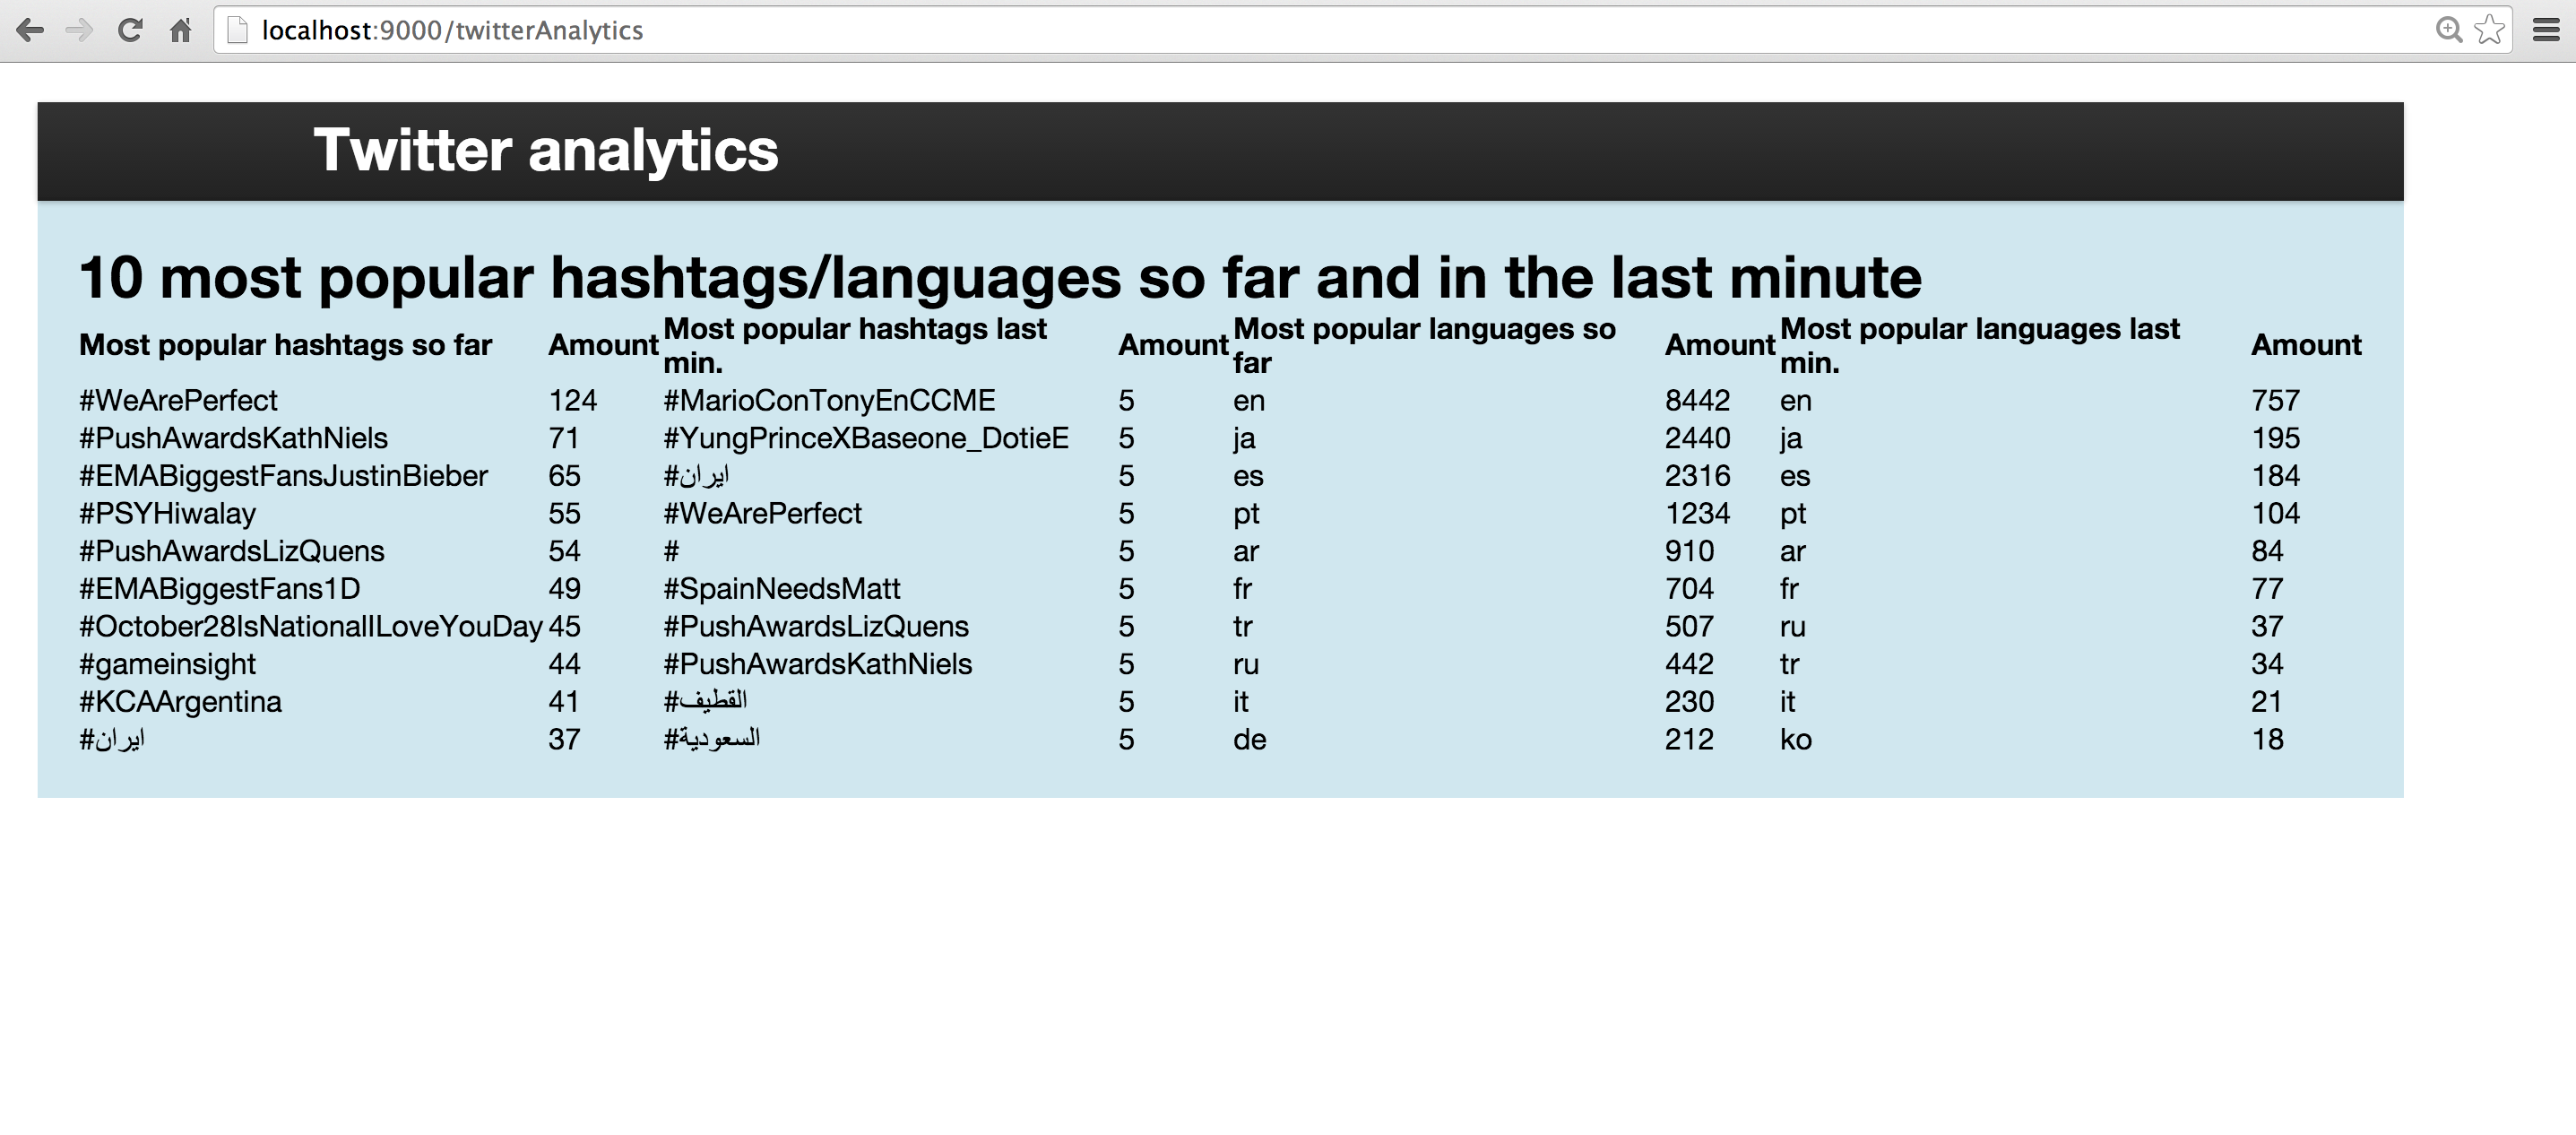 localhost:9000/twitterAnalytics
Twitter analytics
10 most popular hashtags/languages so far and in the last minute
Most popular hashtags so far Amount Most popular hashtags last min. Amount Most popular languages so far Amount Most popular languages last min. Amount
#WeArePerfect 124 #MarioConTonyEnCCME 5 en 8442 en 757
#PushAwardsKathNiels 71 #YungPrinceXBaseone_DotieE 5 ja 2440 ja 195
#EMABiggestFansJustinBieber 65 #ايران 5 es 2316 es 184
#PSYHiwalay 55 #WeArePerfect 5 pt 1234 pt 104
#PushAwardsLizQuens 54 # 5 ar 910 ar 84
#EMABiggestFans1D 49 #SpainNeedsMatt 5 fr 704 fr 77
#October28IsNationalILoveYouDay 45 #PushAwardsLizQuens 5 tr 507 ru 37
#gameinsight 44 #PushAwardsKathNiels 5 ru 442 tr 34
#KCAArgentina 41 #القطيف 5 it 230 it 21
#ايران 37 #السعودية 5 de 212 ko 18